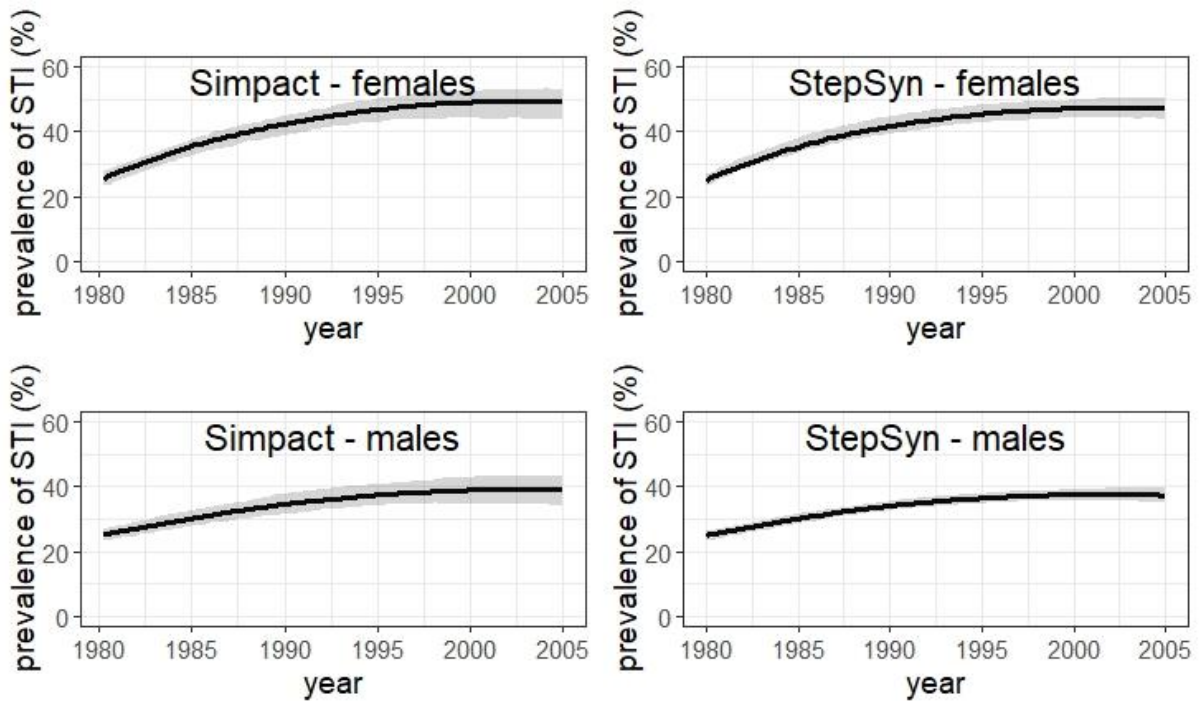 prevalence of STI (%)
Simpact - females
60
40
20
0
1980 1985 1990 1995 2000 2005
year
prevalence of STI (%)
StepSyn - females
60
40
20
0
1980 1985 1990 1995 2000 2005
year
prevalence of STI (%)
Simpact - males
60
40
20
0
1980 1985 1990 1995 2000 2005
year
prevalence of STI (%)
StepSyn - males
60
40
20
0
1980 1985 1990 1995 2000 2005
year